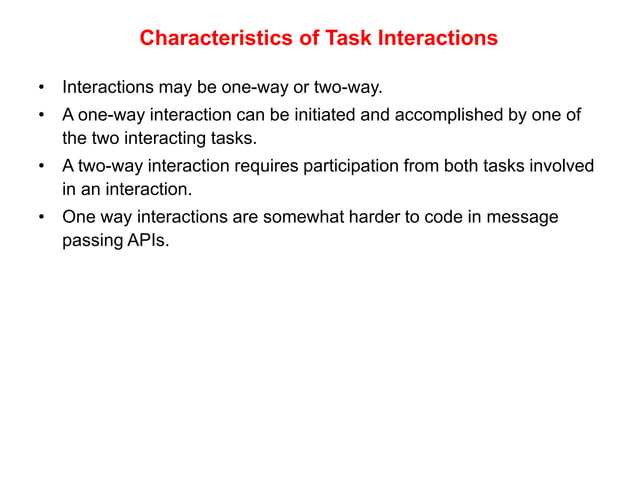 Characteristics of Task Interactions
• Interactions may be one-way or two-way.
• A one-way interaction can be initiated and accomplished by one of
the two interacting tasks.
• A two-way interaction requires participation from both tasks involved
in an interaction.
• One way interactions are somewhat harder to code in message
passing APIs.